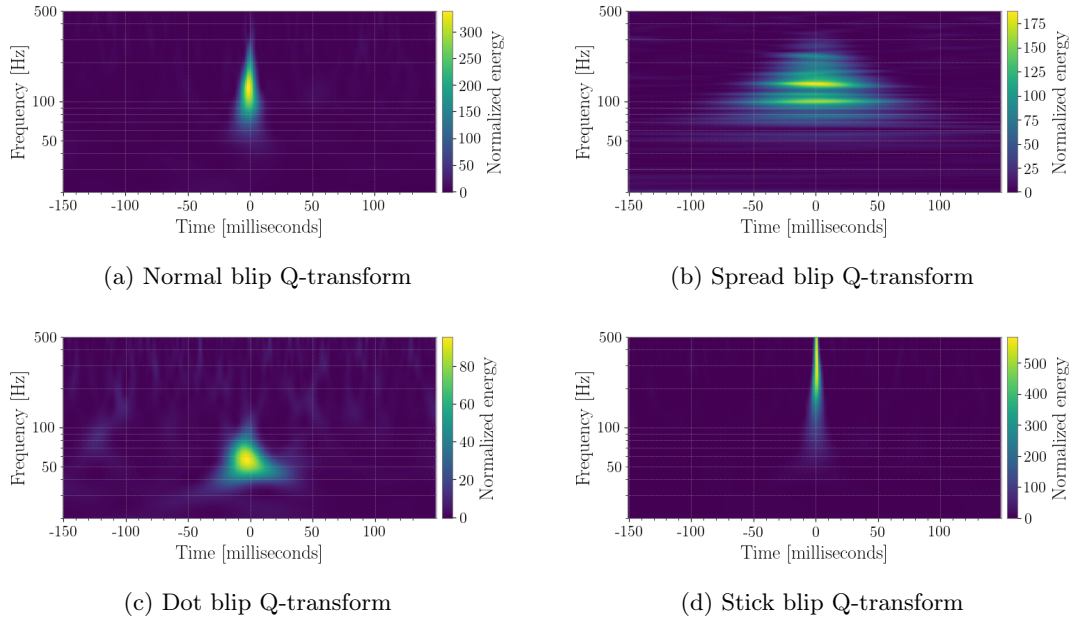 500
100
50
Frequency [Hz]
-150 -100 -50 0 50 100
Time [milliseconds]
300
250
200
150
100
50
0
Normalized energy
(a) Normal blip Q-transform
500
100
50
Frequency [Hz]
-150 -100 -50 0 50 100
Time [milliseconds]
175
150
125
100
75
50
25
0
Normalized energy
(b) Spread blip Q-transform
500
100
50
Frequency [Hz]
-150 -100 -50 0 50 100
Time [milliseconds]
80
60
40
20
0
Normalized energy
(c) Dot blip Q-transform
500
100
50
Frequency [Hz]
-150 -100 -50 0 50 100
Time [milliseconds]
500
400
300
200
100
0
Normalized energy
(d) Stick blip Q-transform